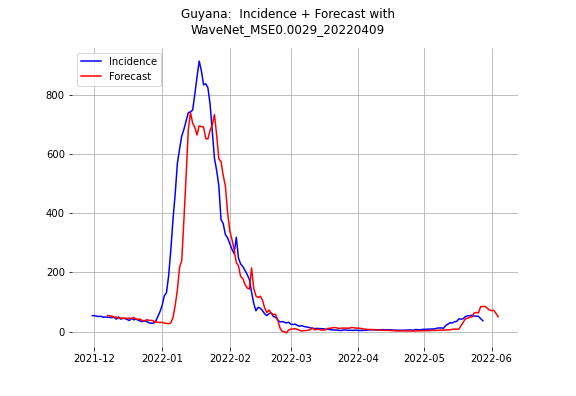 Guyana:  Incidence + Forecast with
WaveNet_MSE0.0029_20220409
Incidence
Forecast
800
600
400
200
0
2021-12 2022-01 2022-02 2022-03 2022-04 2022-05 2022-06